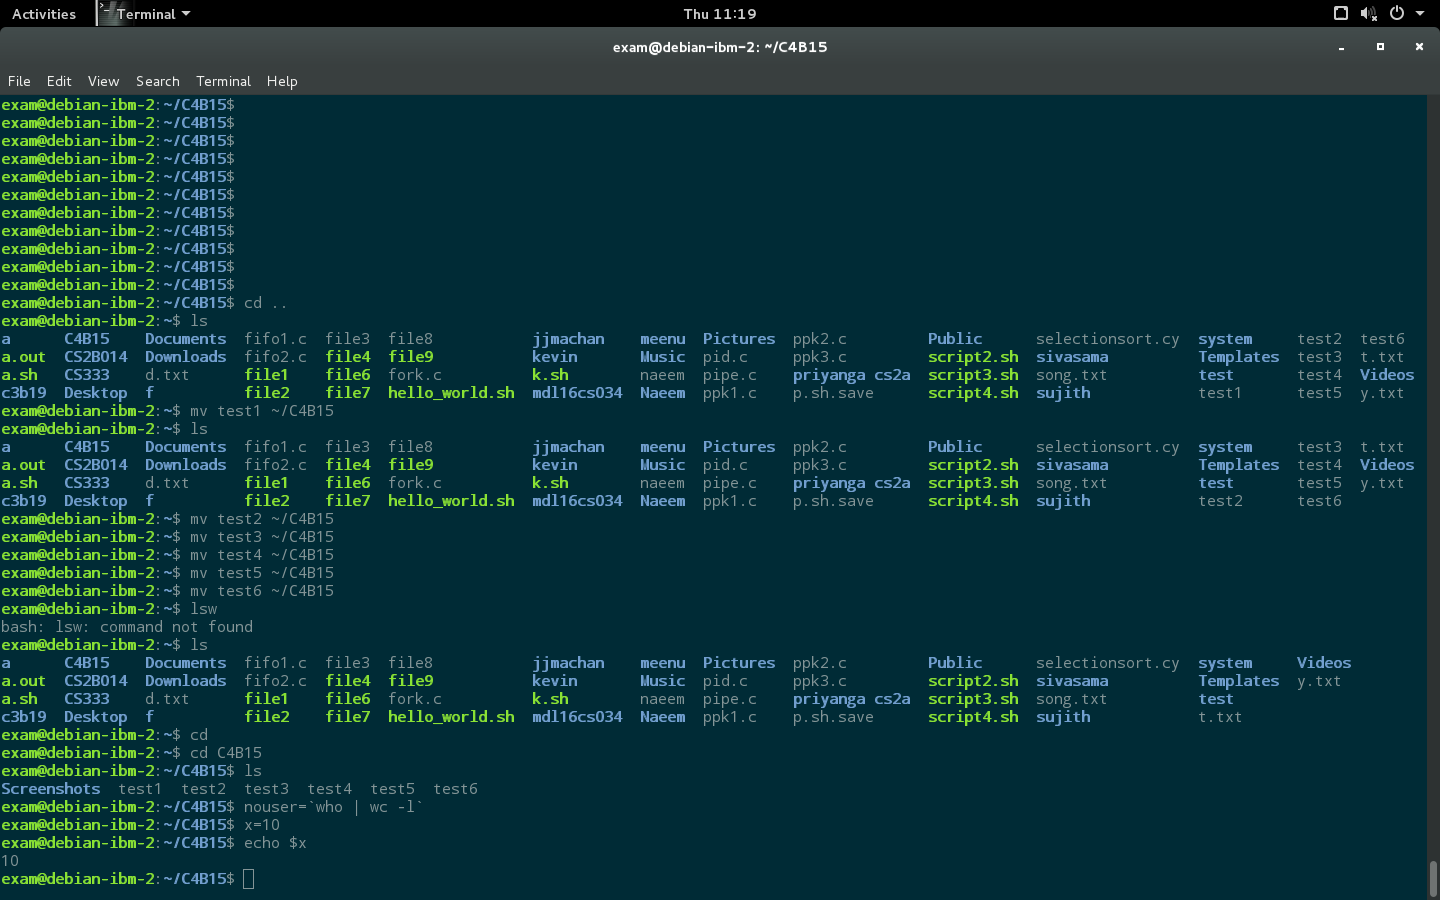 Activities Terminal Thu 11:19
exam@debian-ibm-2: ~/C4B15
File Edit View Search Terminal Help
exam@debian-ibm-2:~/C4B15$
exam@debian-ibm-2:~/C4B15$
exam@debian-ibm-2:~/C4B15$
exam@debian-ibm-2:~/C4B15$
exam@debian-ibm-2:~/C4B15$
exam@debian-ibm-2:~/C4B15$
exam@debian-ibm-2:~/C4B15$
exam@debian-ibm-2:~/C4B15$
exam@debian-ibm-2:~/C4B15$
exam@debian-ibm-2:~/C4B15$
exam@debian-ibm-2:~/C4B15$
exam@debian-ibm-2:~/C4B15$ cd ..
exam@debian-ibm-2:~$ ls
a C4B15 Documents fifo1.c file3 file8 jjmachan meenu Pictures ppk2.c Public selectionsort.cy system test2 test6
a.out CS2B014 Downloads fifo2.c file4 file9 kevin Music pid.c ppk3.c script2.sh sivasama Templates test3 t.txt
a.sh CS333 d.txt file1 file6 fork.c k.sh naeem pipe.c priyanga cs2a script3.sh song.txt test test4 Videos
c3b19 Desktop f file2 file7 hello_world.sh mdl16cs034 Naeem ppk1.c p.sh.save script4.sh sujith test1 test5 y.txt
exam@debian-ibm-2:~$ mv test1 ~/C4B15
exam@debian-ibm-2:~$ ls
a C4B15 Documents fifo1.c file3 file8 jjmachan meenu Pictures ppk2.c Public selectionsort.cy system test3 t.txt
a.out CS2B014 Downloads fifo2.c file4 file9 kevin Music pid.c ppk3.c script2.sh sivasama Templates test4 Videos
a.sh CS333 d.txt file1 file6 fork.c k.sh naeem pipe.c priyanga cs2a script3.sh song.txt test test5 y.txt
c3b19 Desktop f file2 file7 hello_world.sh mdl16cs034 Naeem ppk1.c p.sh.save script4.sh sujith test2 test6
exam@debian-ibm-2:~$ mv test2 ~/C4B15
exam@debian-ibm-2:~$ mv test3 ~/C4B15
exam@debian-ibm-2:~$ mv test4 ~/C4B15
exam@debian-ibm-2:~$ mv test5 ~/C4B15
exam@debian-ibm-2:~$ mv test6 ~/C4B15
exam@debian-ibm-2:~$ lsw
bash: lsw: command not found
exam@debian-ibm-2:~$ ls
a C4B15 Documents fifo1.c file3 file8 jjmachan meenu Pictures ppk2.c Public selectionsort.cy system Videos
a.out CS2B014 Downloads fifo2.c file4 file9 kevin Music pid.c ppk3.c script2.sh sivasama Templates y.txt
a.sh CS333 d.txt file1 file6 fork.c k.sh naeem pipe.c priyanga cs2a script3.sh song.txt test
c3b19 Desktop f file2 file7 hello_world.sh mdl16cs034 Naeem ppk1.c p.sh.save script4.sh sujith t.txt
exam@debian-ibm-2:~$ cd
exam@debian-ibm-2:~$ cd C4B15
exam@debian-ibm-2:~/C4B15$ ls
Screenshots test1 test2 test3 test4 test5 test6
exam@debian-ibm-2:~/C4B15$ nouser=`who | wc -l`
exam@debian-ibm-2:~/C4B15$ x=10
exam@debian-ibm-2:~/C4B15$ echo $x
10
exam@debian-ibm-2:~/C4B15$